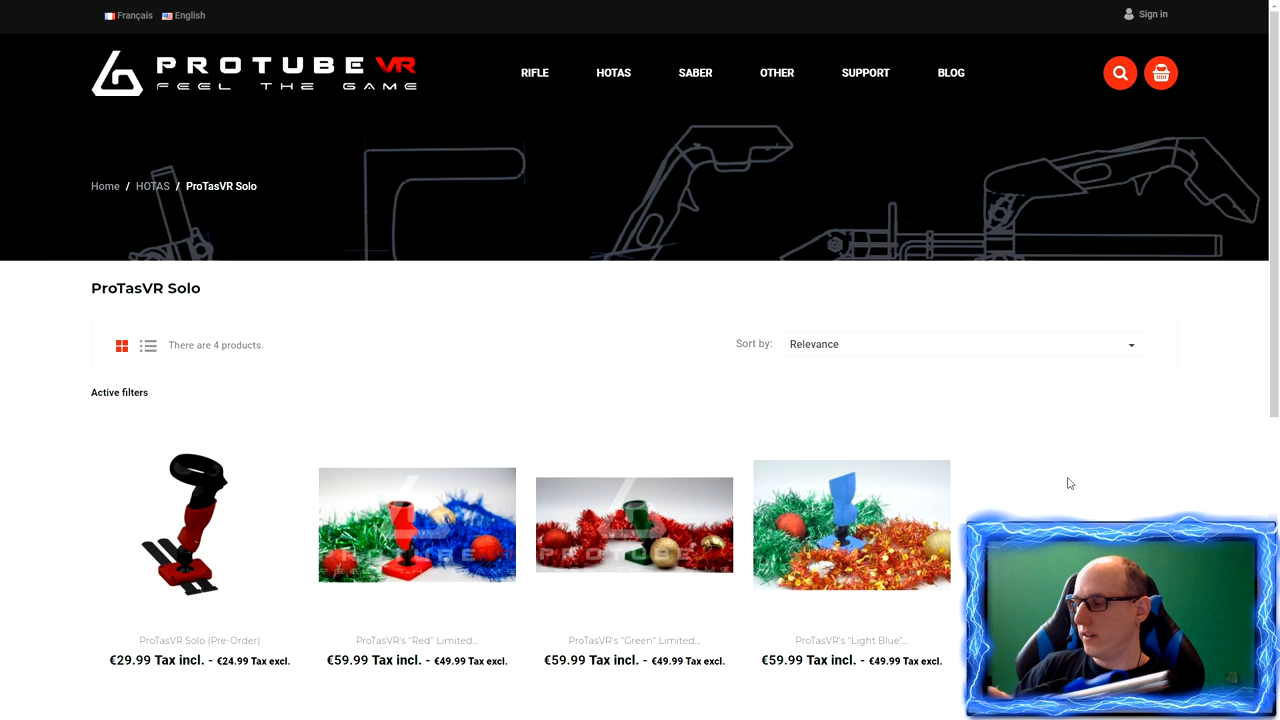 Français English
Sign in
PROTUBE VR
FEEL THE GAME
RIFLE HOTAS SABER OTHER SUPPORT BLOG
Home / HOTAS / ProTasVR Solo
ProTasVR Solo
There are 4 products.
Sort by: Relevance
Active filters
PROTUBE
PROTUBE
PROTUBE
ProTasVR Solo (Pre-Order)
€29.99 Tax incl. - €24.99 Tax excl.
ProTasVR's "Red" Limited...
€59.99 Tax incl. - €49.99 Tax excl.
ProTasVR's "Green" Limited...
€59.99 Tax incl. - €49.99 Tax excl.
ProTasVR's "Light Blue"...
€59.99 Tax incl. - €49.99 Tax excl.